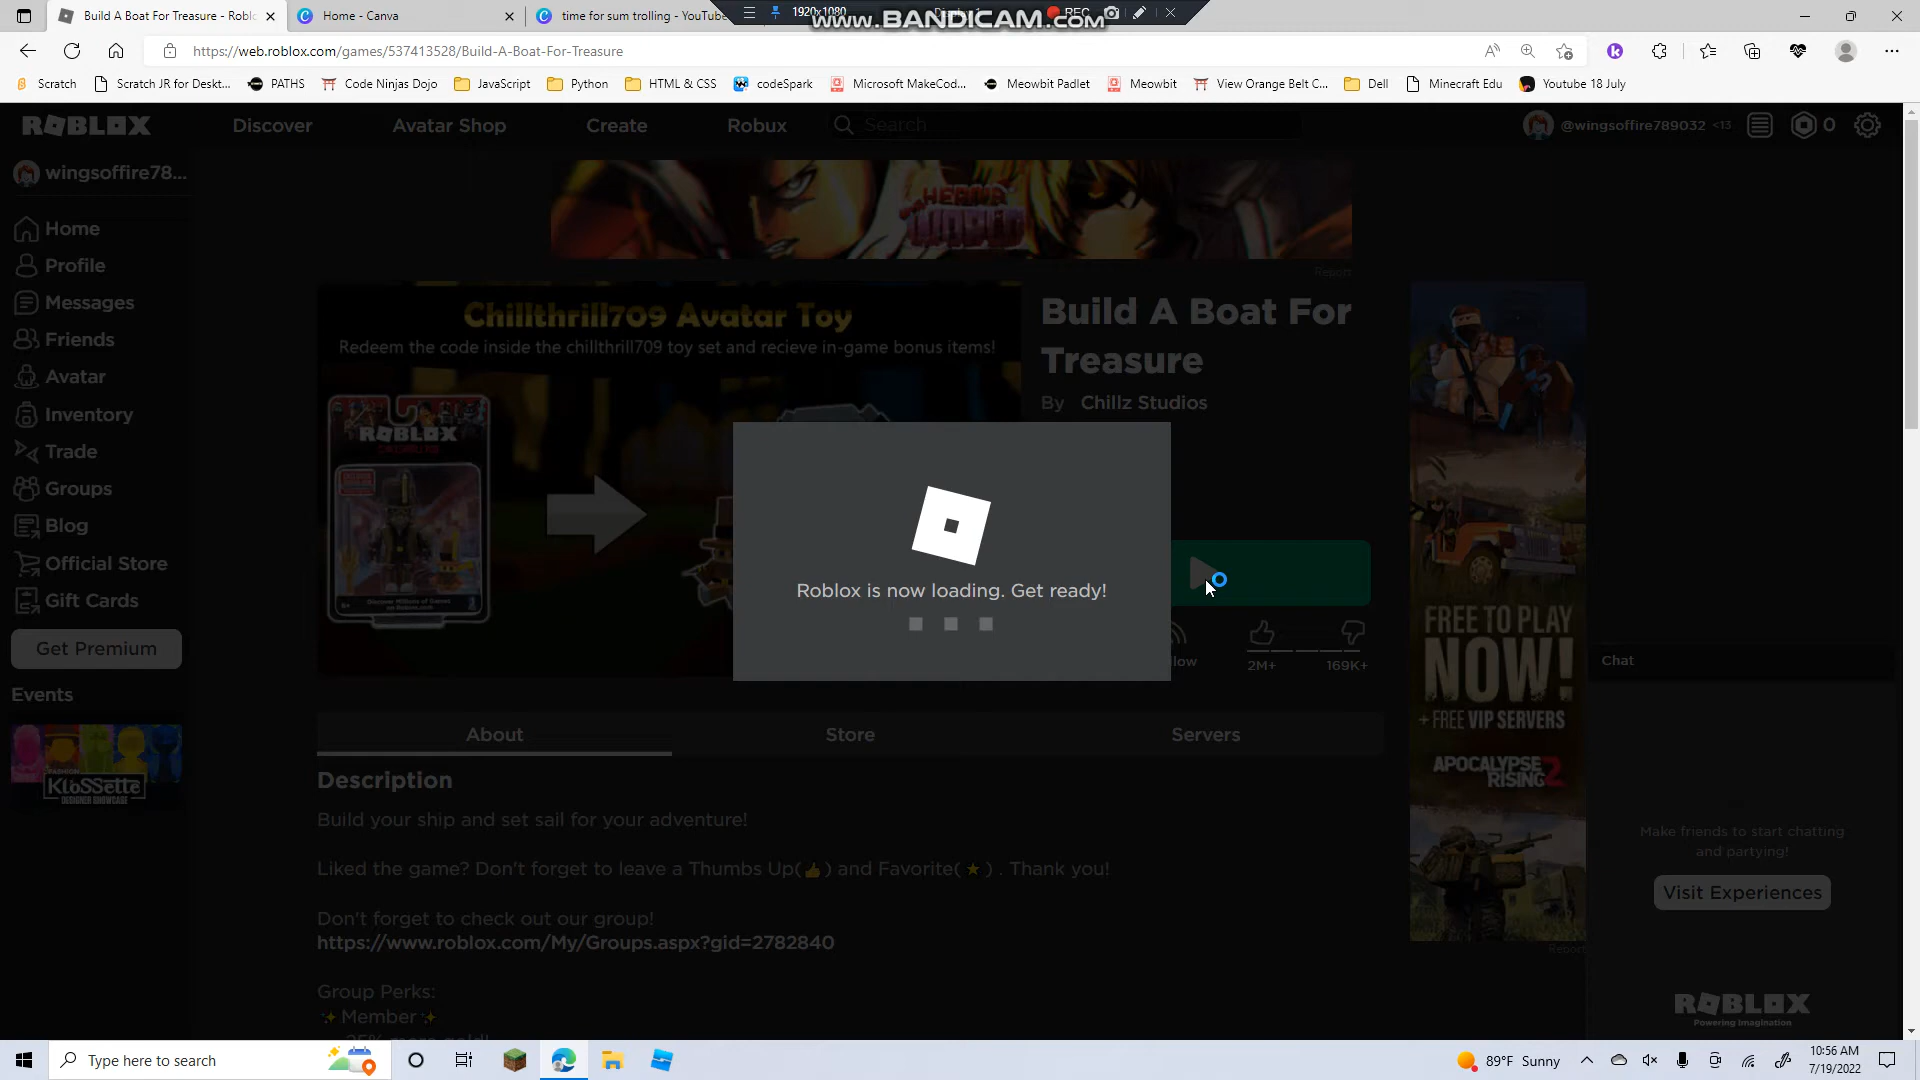 Build A Boat For Treasure - Roblo
Home - Canva
time for sum trolling - YouTube
1920x1080
REC
www.BANDICAM.com
https://web.roblox.com/games/537413528/Build-A-Boat-For-Treasure
Scratch
Scratch JR for Deskt...
PATHS
Code Ninjas Dojo
JavaScript
Python
HTML & CSS
codeSpark
Microsoft MakeCod...
Meowbit Padlet
Meowbit
View Orange Belt C...
Dell
Minecraft Edu
Youtube 18 July
ROBLOX
Discover
Avatar Shop
Create
Robux
Search
@wingsoffire789032
<13
0
wingsoffire78...
Home
Profile
Messages
Friends
Avatar
Inventory
Trade
Groups
Blog
Official Store
Gift Cards
Get Premium
Events
KloSSette
DESIGNER SHOWCASE
Report
Chillthrill709 Avatar Toy
Redeem the code inside the chillthrill709 toy set and recieve in-game bonus items!
ROBLOX
Build A Boat For
Treasure
By Chillz Studios
Roblox is now loading. Get ready!
llow
2M+
169K+
About
Store
Servers
Description
Build your ship and set sail for your adventure!
Liked the game? Don't forget to leave a Thumbs Up(👍) and Favorite(⭐) . Thank you!
Don't forget to check out our group!
https://www.roblox.com/My/Groups.aspx?gid=2782840
Group Perks:
✨Member✨
FREE TO PLAY
NOW!
+ FREE VIP SERVERS
APOCALYPSE
RISING 2
Report
Chat
Make friends to start chatting
and partying!
Visit Experiences
ROBLOX
Powering Imagination
Type here to search
89°F Sunny
10:56 AM
7/19/2022